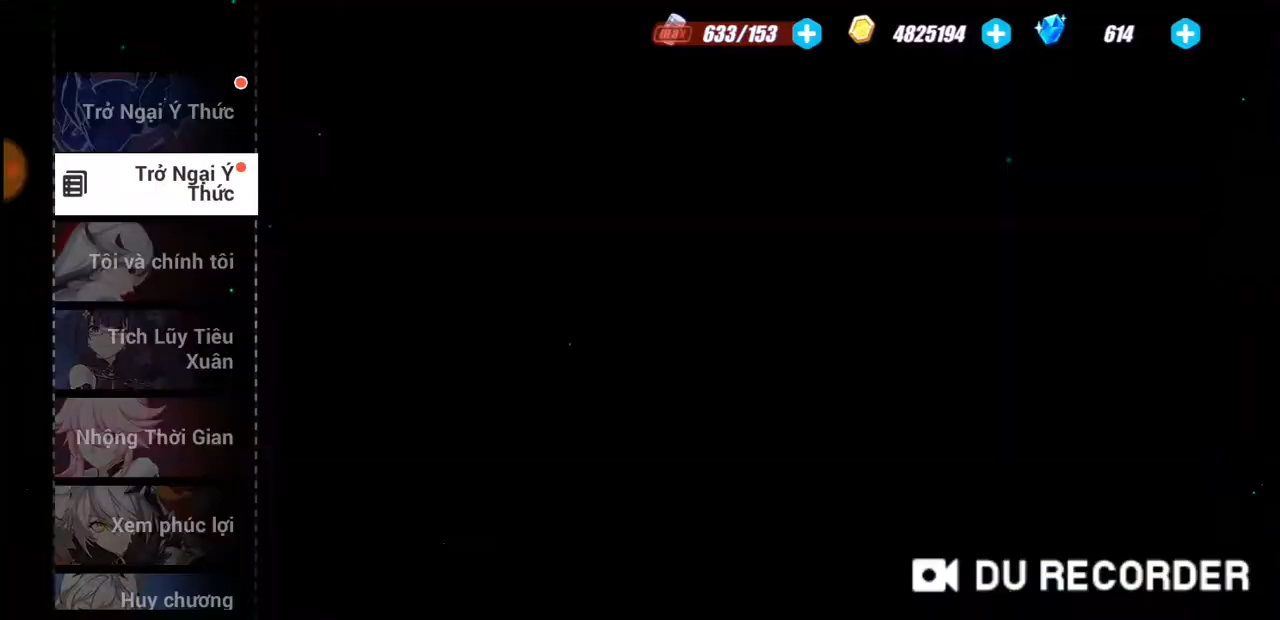 max 633/153 4825194 614
Trở Ngại Ý Thức
Trở Ngại Ý
Thức
Tôi và chính tôi
Tích Lũy Tiêu
Xuân
Nhộng Thời Gian
Xem phúc lợi
Huy chương
DU RECORDER